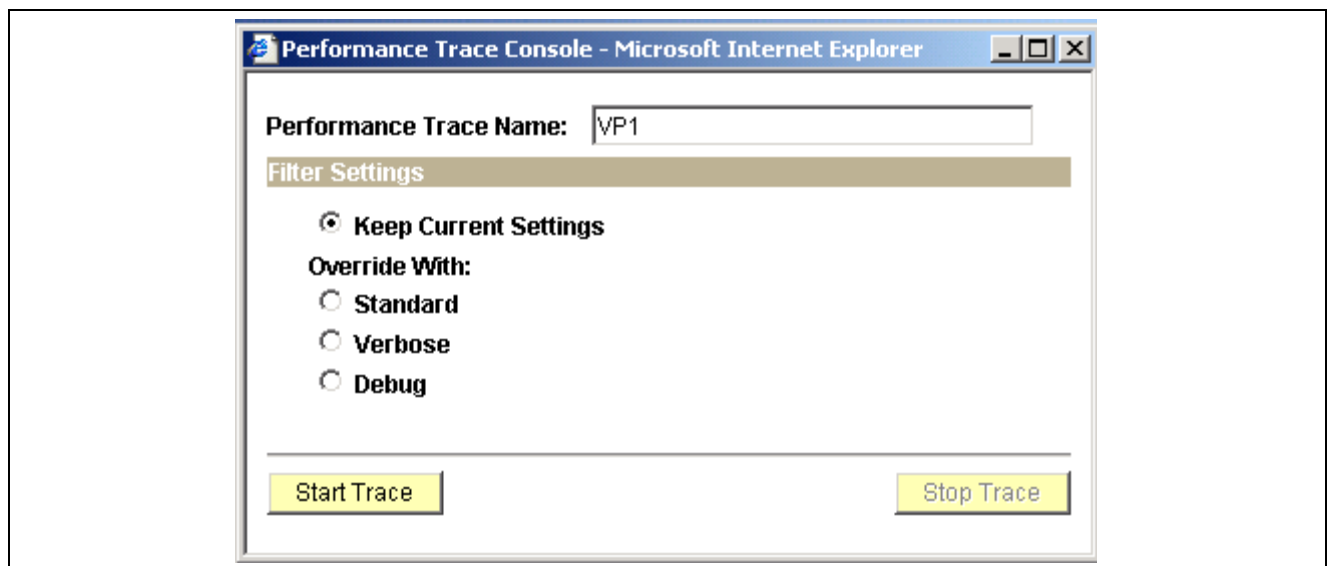 Performance Trace Console - Microsoft Internet Explorer
Performance Trace Name: VP1
Filter Settings
Keep Current Settings
Override With:
Standard
Verbose
Debug
Start Trace Stop Trace